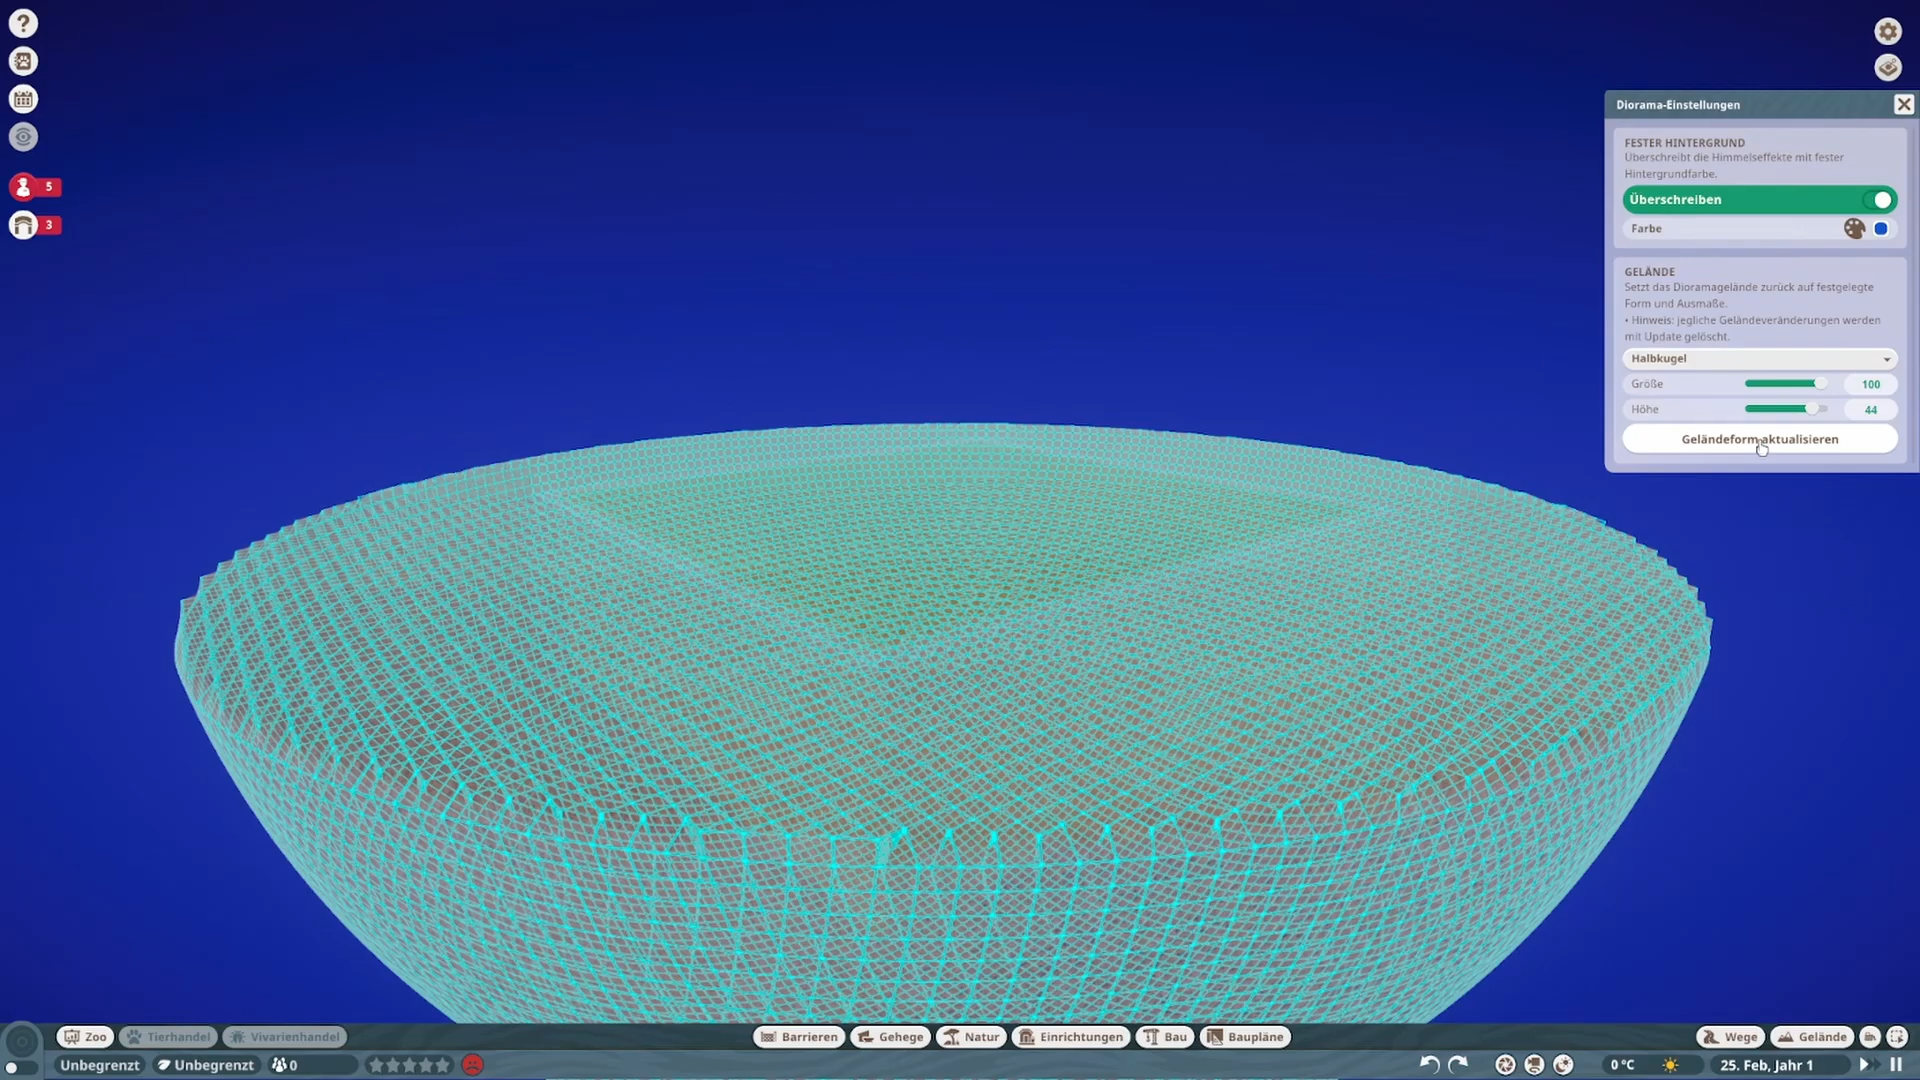 ?
5
3
Diorama-Einstellungen
FESTER HINTERGRUND
Überschreibt die Himmelseffekte mit fester
Hintergrundfarbe.
Überschreiben
Farbe
GELÄNDE
Setzt das Dioramagelände zurück auf festgelegte
Form und Ausmaße.
• Hinweis: jegliche Geländeveränderungen werden
mit Update gelöscht.
Halbkugel
Größe 100
Höhe 44
Geländeform aktualisieren
Zoo Tierhandel Vivarienhandel Barrieren Gehege Natur Einrichtungen Bau Baupläne Wege Gelände
Unbegrenzt Unbegrenzt 0 0 °C 25. Feb, Jahr 1